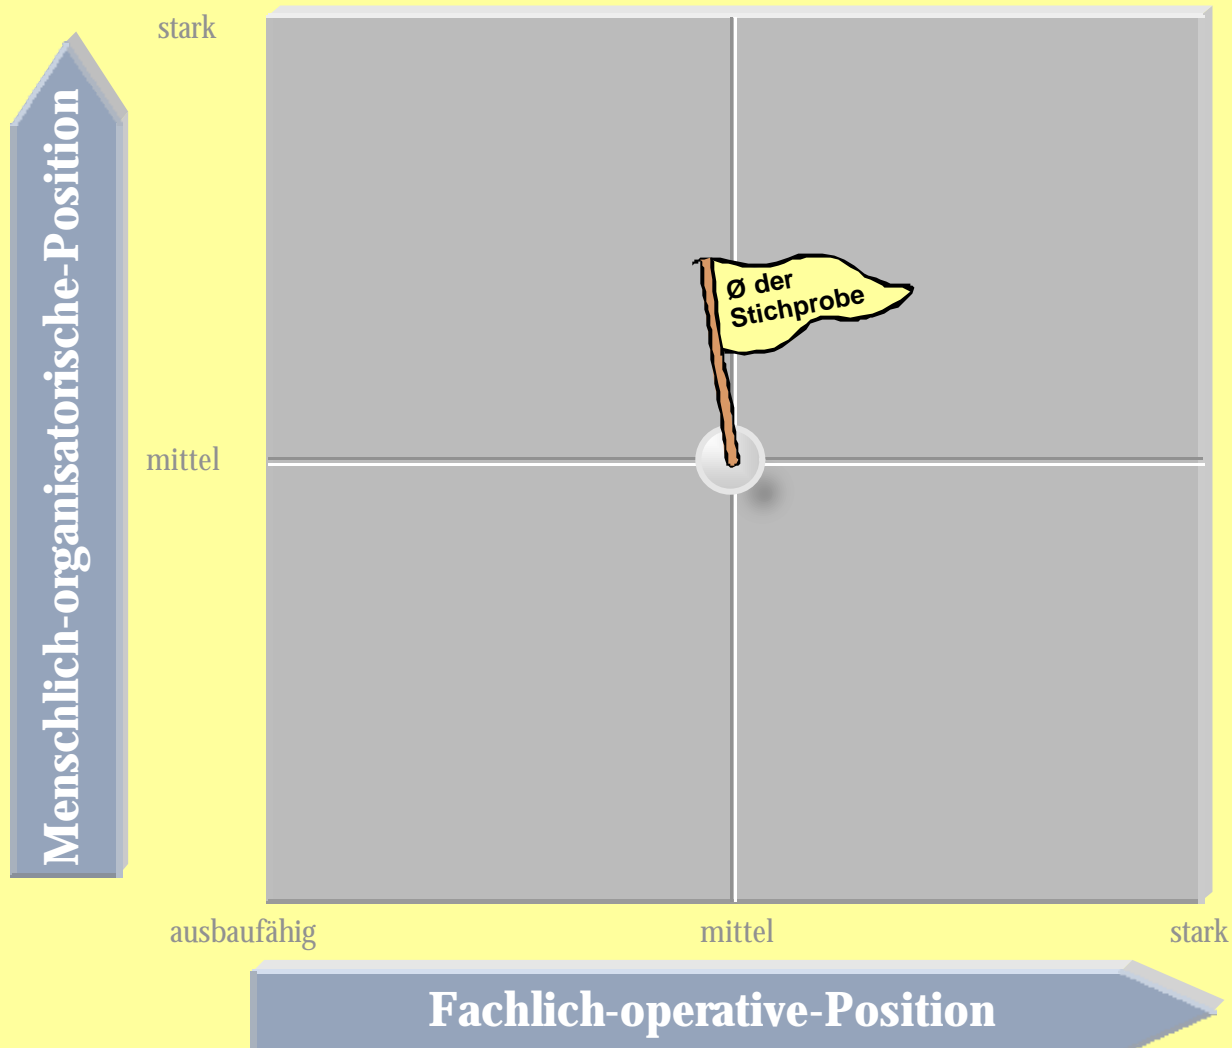 stark
Menschlich-organisatorische-Position
Ø der
Stichprobe
mittel
ausbaufähig
mittel
stark
Fachlich-operative-Position